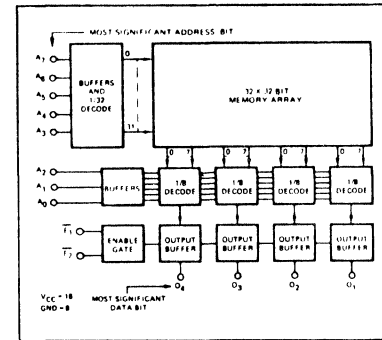 MOST SIGNIFICANT ADDRESS BIT
A7
A6
A5
A4
A3
BUFFERS
AND
1:32
DECODE
0
31
32 X 32 BIT
MEMORY ARRAY
0 7 0 7 0 7 0 7
A2
A1
A0
BUFFERS
1/8
DECODE
1/8
DECODE
1/8
DECODE
1/8
DECODE
E1
E2
ENABLE
GATE
OUTPUT
BUFFER
OUTPUT
BUFFER
OUTPUT
BUFFER
OUTPUT
BUFFER
O4 O3 O2 O1
VCC = 16
GND = 8
MOST SIGNIFICANT
DATA BIT